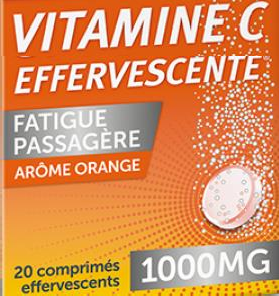 VITAMINE C
EFFERVESCENTE
FATIGUE
PASSAGÈRE
ARÔME ORANGE
20 comprimés
effervescents
1000MG